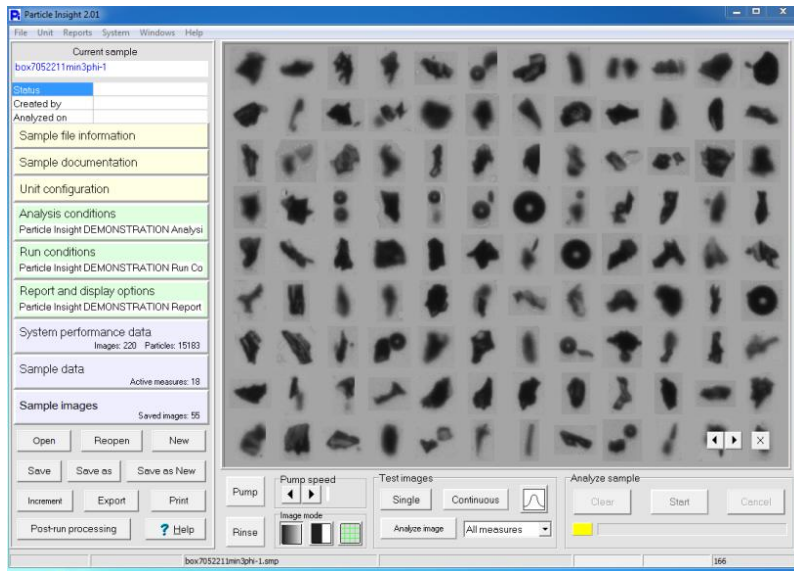 Particle Insight 2.01
File Unit Reports System Windows Help
Current sample
box7052211min3phi-1
Status
Created by
Analyzed on
Sample file information
Sample documentation
Unit configuration
Analysis conditions
Particle Insight DEMONSTRATION Analysi
Run conditions
Particle Insight DEMONSTRATION Run Co
Report and display options
Particle Insight DEMONSTRATION Report
System performance data
Images: 220 Particles: 15183
Sample data
Active measures: 18
Sample images
Saved images: 55
Open Reopen New
Save Save as Save as New
Increment Export Print
Post-run processing ? Help
Pump
Rinse
Pump speed
Image mode
Test images
Single Continuous
Analyze image All measures
Analyze sample
Clear Start Cancel
box7052211min3phi-1.smp
166